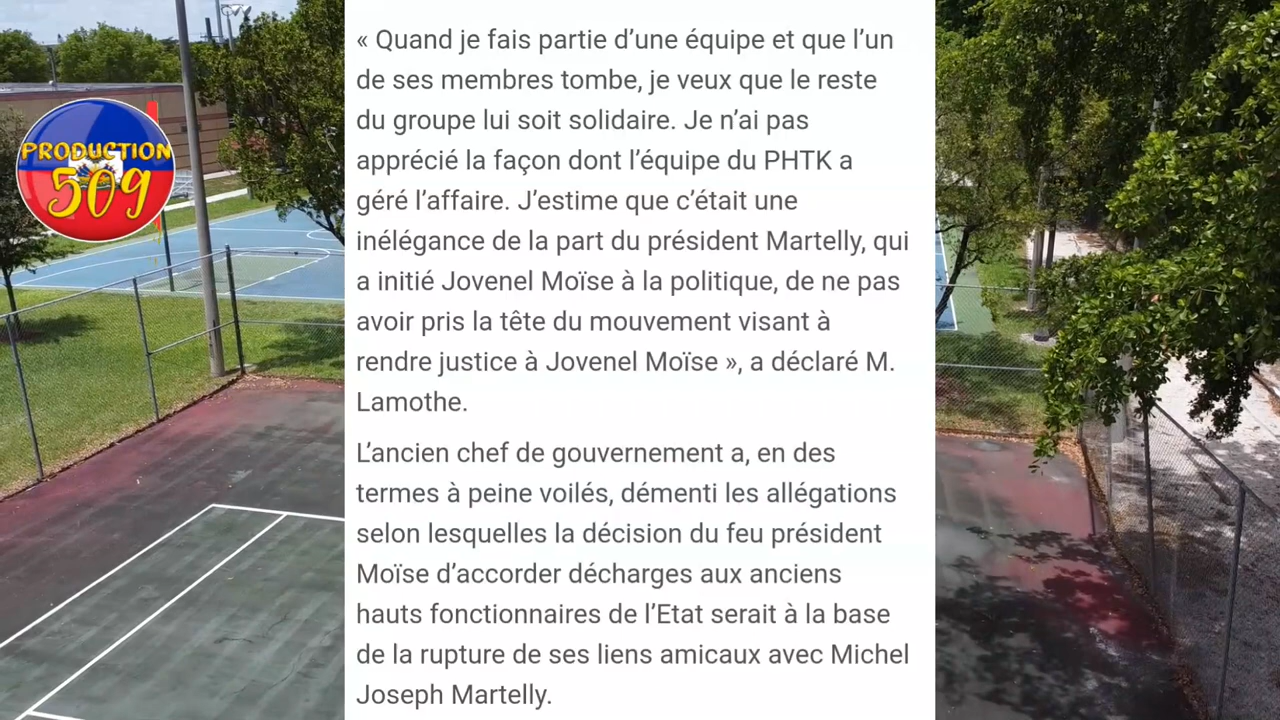 PRODUCTION
509
« Quand je fais partie d’une équipe et que l’un
de ses membres tombe, je veux que le reste
du groupe lui soit solidaire. Je n’ai pas
apprécié la façon dont l’équipe du PHTK a
géré l’affaire. J’estime que c’était une
inélégance de la part du président Martelly, qui
a initié Jovenel Moïse à la politique, de ne pas
avoir pris la tête du mouvement visant à
rendre justice à Jovenel Moïse », a déclaré M.
Lamothe.
L’ancien chef de gouvernement a, en des
termes à peine voilés, démenti les allégations
selon lesquelles la décision du feu président
Moïse d’accorder décharges aux anciens
hauts fonctionnaires de l’Etat serait à la base
de la rupture de ses liens amicaux avec Michel
Joseph Martelly.